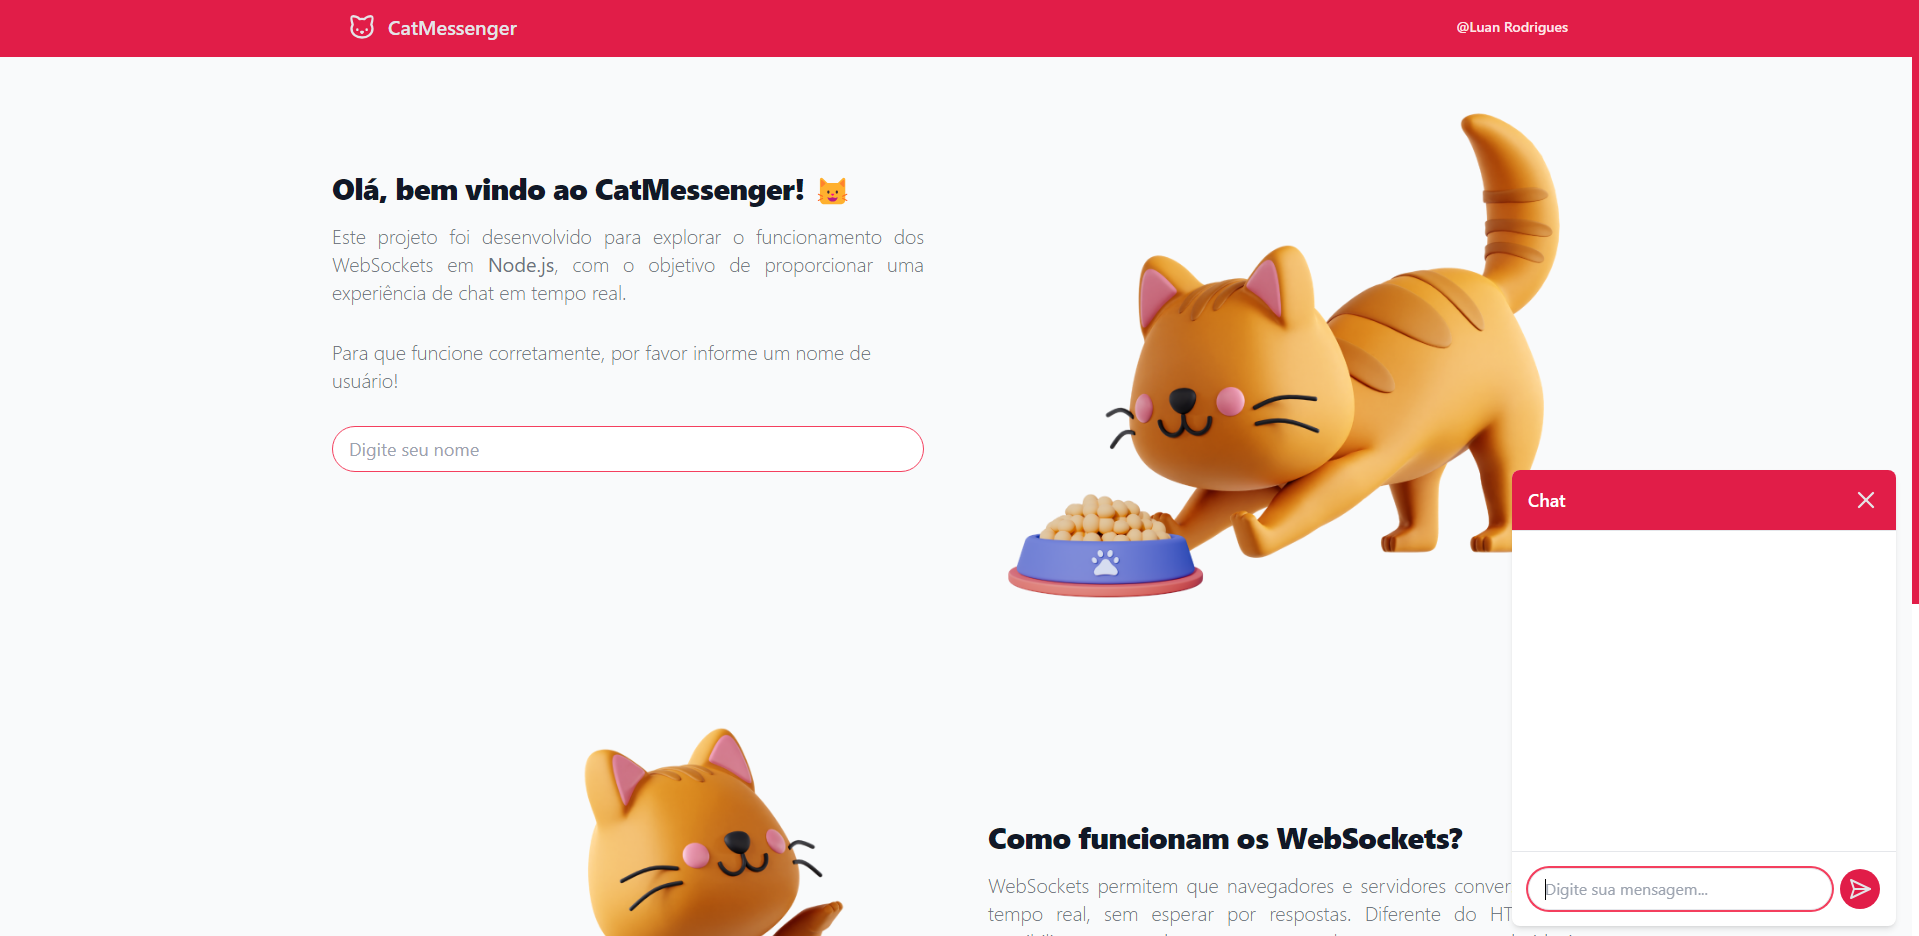 CatMessenger
@Luan Rodrigues
Olá, bem vindo ao CatMessenger! 😺
Este projeto foi desenvolvido para explorar o funcionamento dos
WebSockets em Node.js, com o objetivo de proporcionar uma
experiência de chat em tempo real.
Para que funcione corretamente, por favor informe um nome de
usuário!
Digite seu nome
Como funcionam os WebSockets?
WebSockets permitem que navegadores e servidores conver
tempo real, sem esperar por respostas. Diferente do HT
Chat
Digite sua mensagem...